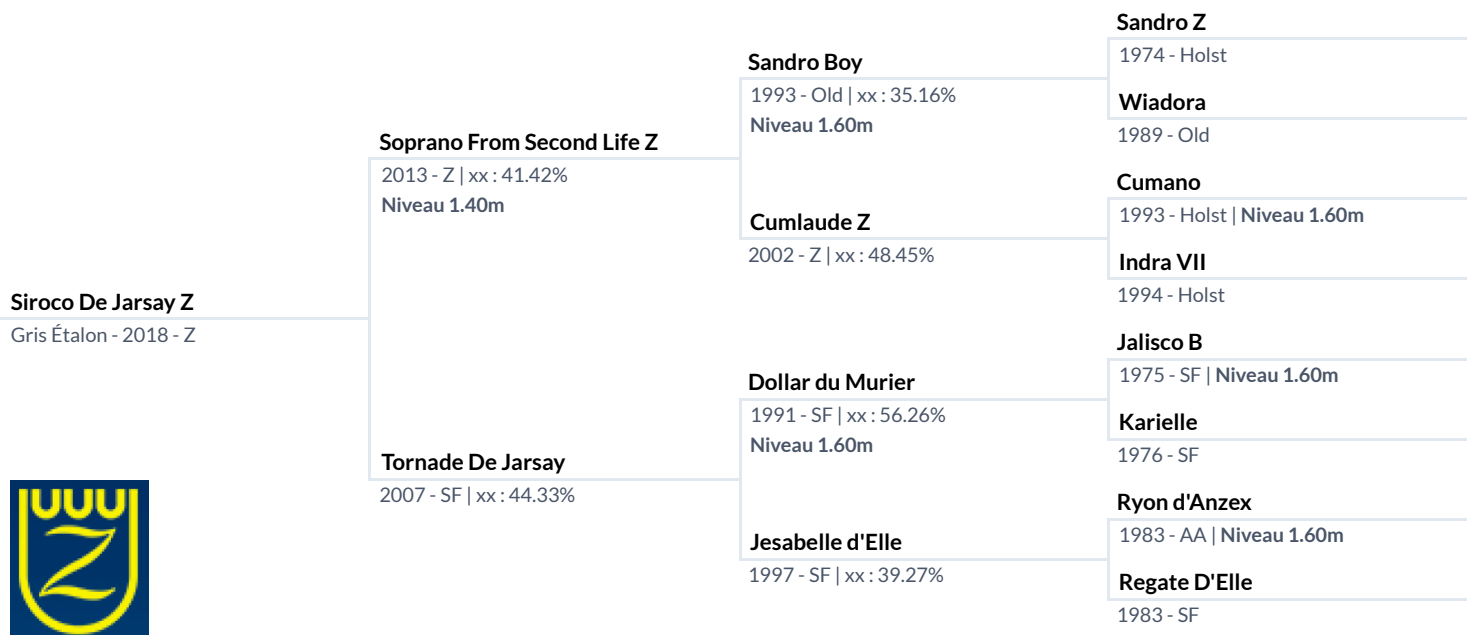 Sandro Z
1974 - Holst
Sandro Boy
1993 - Old | xx : 35.16%
Niveau 1.60m
Wiadora
1989 - Old
Soprano From Second Life Z
2013 - Z | xx : 41.42%
Niveau 1.40m
Cumano
1993 - Holst | Niveau 1.60m
Cumlaude Z
2002 - Z | xx : 48.45%
Indra VII
1994 - Holst
Siroco De Jarsay Z
Gris Étalon - 2018 - Z
Jalisco B
1975 - SF | Niveau 1.60m
Dollar du Murier
1991 - SF | xx : 56.26%
Niveau 1.60m
Karielle
1976 - SF
Tornade De Jarsay
2007 - SF | xx : 44.33%
Ryon d'Anzex
1983 - AA | Niveau 1.60m
Jesabelle d'Elle
1997 - SF | xx : 39.27%
Regate D'Elle
1983 - SF
Z